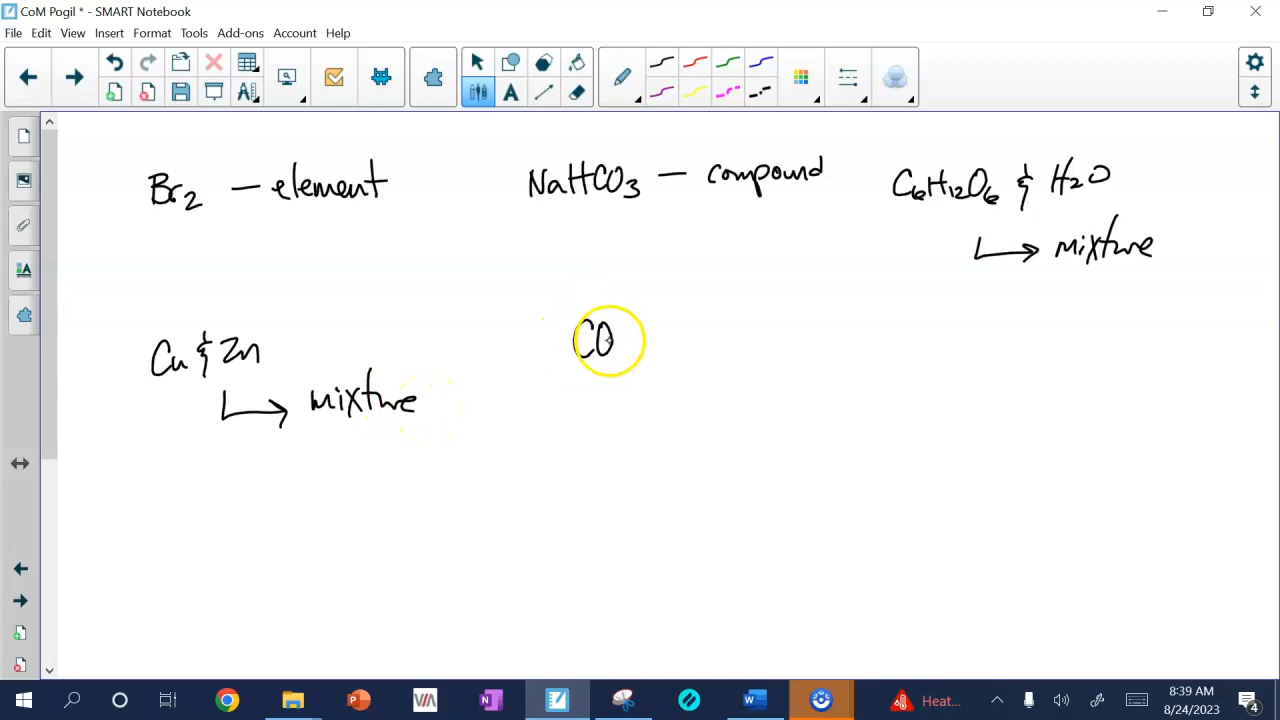 CoM Pogil * - SMART Notebook
File Edit View Insert Format Tools Add-ons Account Help
Br2 — element
NaHCO3 — compound
C6H12O6 & H2O
→ mixture
Cu & Zn
→ mixture
CO
Heat...
8:39 AM
8/24/2023
4